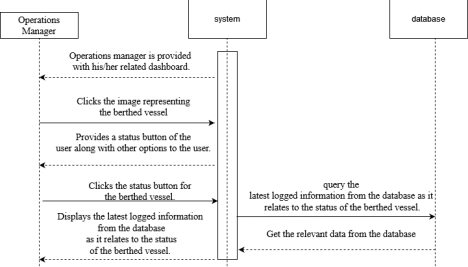 Operations
Manager
system
database
Operations manager is provided
with his/her related dashboard.
Clicks the image representing
the berthed vessel
Provides a status button of the
user along with other options to the user.
Clicks the status button for
the berthed vessel.
query the
latest logged information from the database as it
relates to the status of the berthed vessel.
Displays the latest logged information
from the database
as it relates to the status
of the berthed vessel.
Get the relevant data from the database